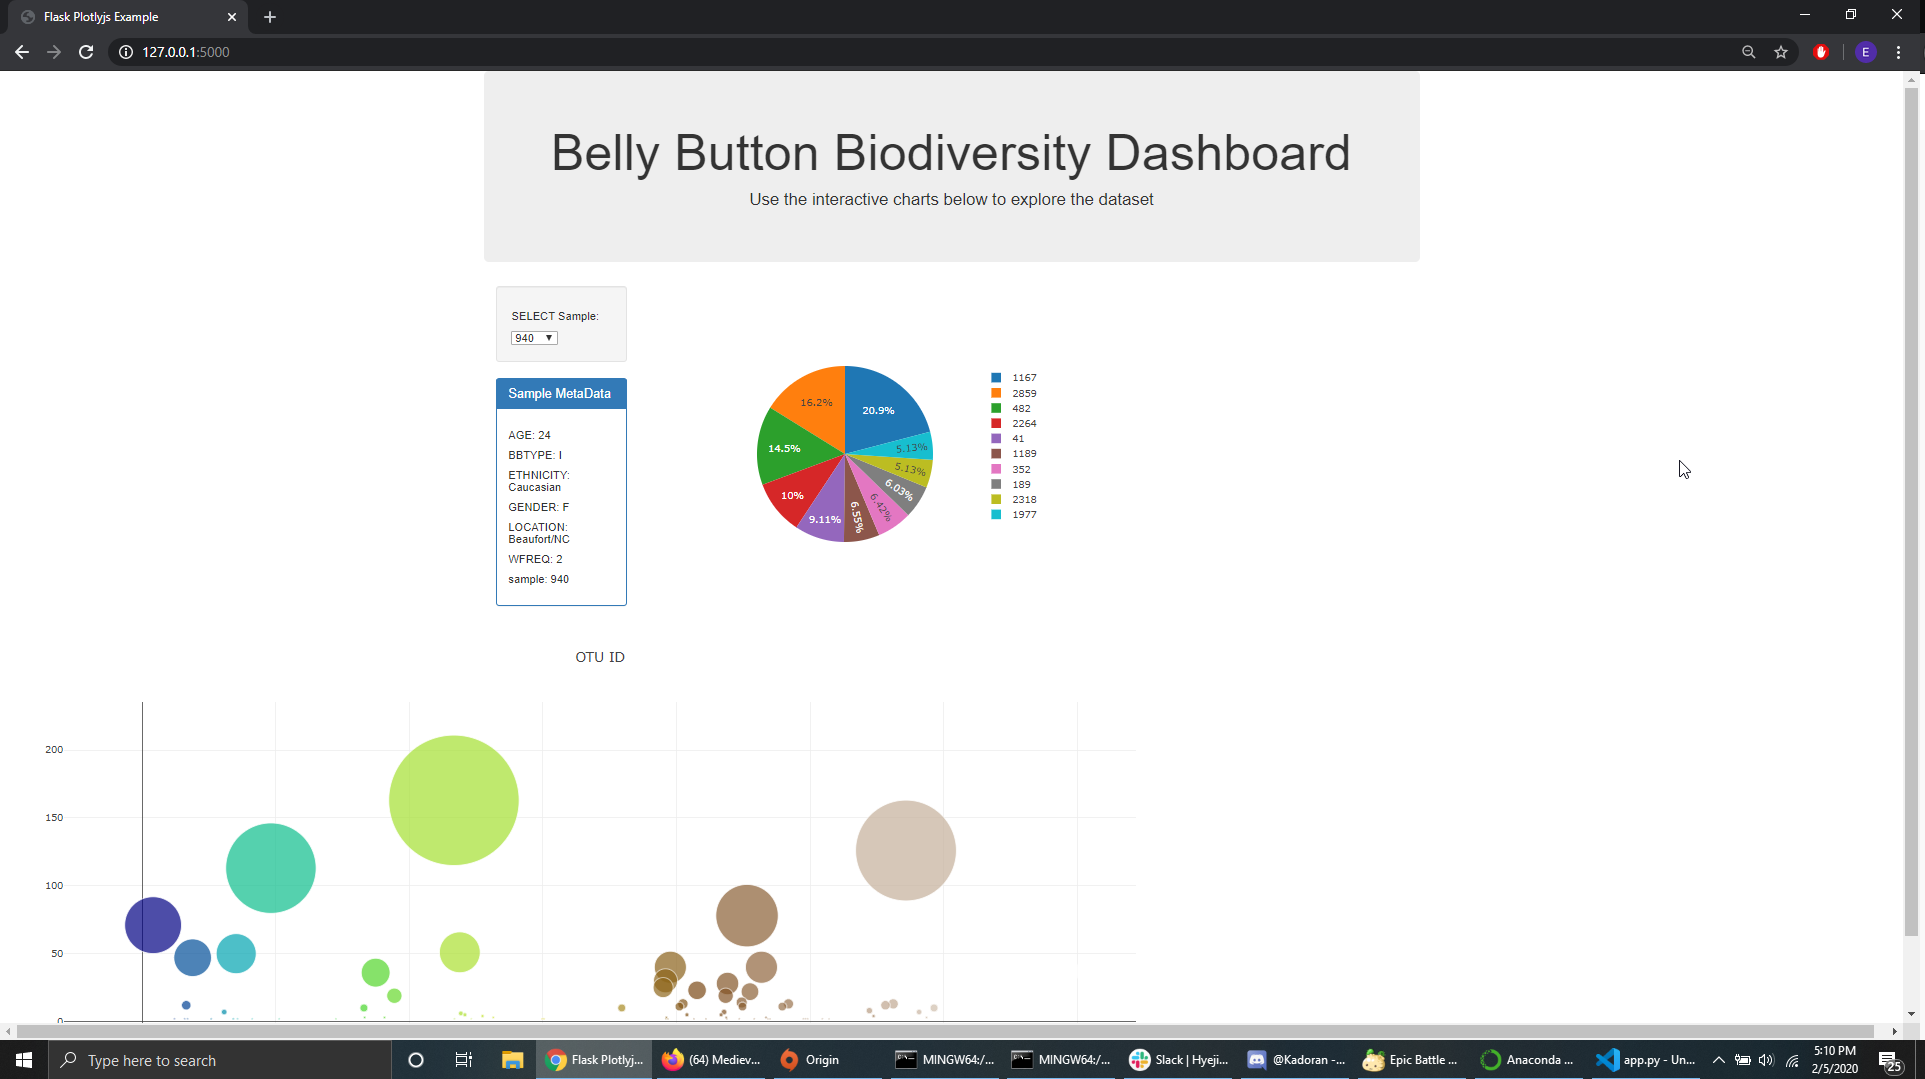 Flask Plotlyjs Example
127.0.0.1:5000
E
Belly Button Biodiversity Dashboard
Use the interactive charts below to explore the dataset
SELECT Sample:
940
Sample MetaData
AGE: 24
BBTYPE: I
ETHNICITY:
Caucasian
GENDER: F
LOCATION:
Beaufort/NC
WFREQ: 2
sample: 940
16.2%
20.9%
14.5%
5.13%
5.13%
6.03%
6.42%
6.55%
9.11%
10%
1167
2859
482
2264
41
1189
352
189
2318
1977
OTU ID
200
150
100
50
0
Type here to search
Flask Plotlyj...
(64) Mediev...
Origin
MINGW64:/...
MINGW64:/...
Slack | Hyeji...
@Kadoran -...
Epic Battle ...
Anaconda ...
app.py - Un...
5:10 PM
2/5/2020
25